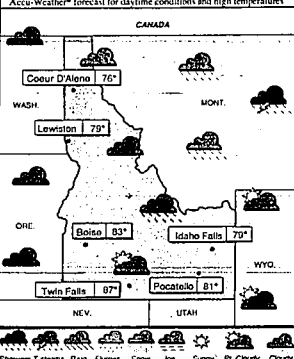 Accu-Weather® forecast for daytime conditions and high temperatures
CANADA
Coeur D'Alene 76°
WASH.
MONT.
Lewiston 79°
ORE.
Boise 83°
Idaho Falls 79°
WYO.
Twin Falls 87°
Pocatello 81°
NEV.
UTAH
Showers T-storms Rain Flurries Snow Ice Sunny Pt. Cloudy Cloudy